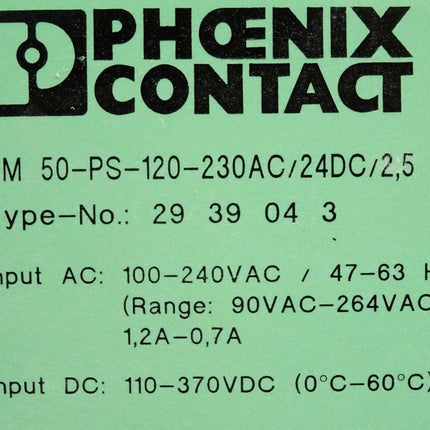 PHŒNIX
CONTACT
M 50-PS-120-230AC/24DC/2,5
ype-No.: 29 39 04 3
nput AC: 100-240VAC / 47-63 H
(Range: 90VAC-264VAC
1,2A-0,7A
nput DC: 110-370VDC (0°C-60°C)